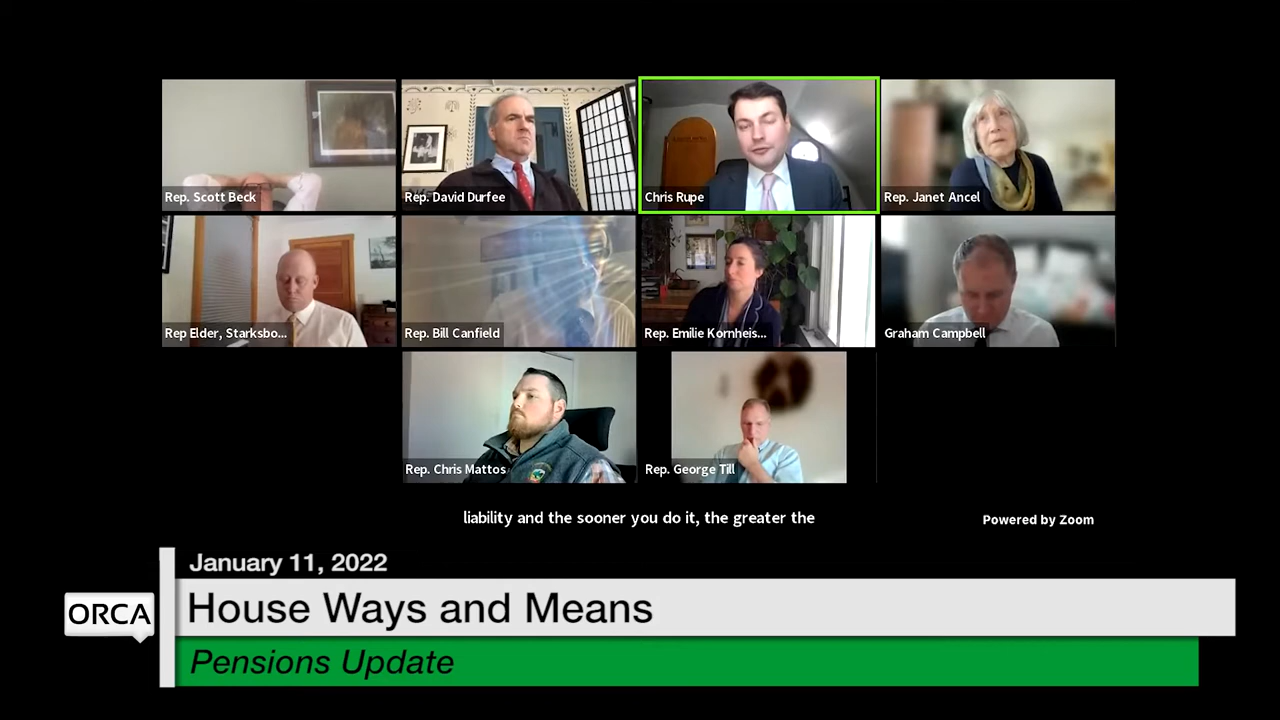 Rep. Scott Beck
Rep. David Durfee
Chris Rupe
Rep. Janet Ancel
Rep Elder, Starksbo...
Rep. Bill Canfield
Rep. Emilie Kornheis...
Graham Campbell
Rep. Chris Mattos
Rep. George Till
liability and the sooner you do it, the greater the
Powered by Zoom
January 11, 2022
ORCA
House Ways and Means
Pensions Update